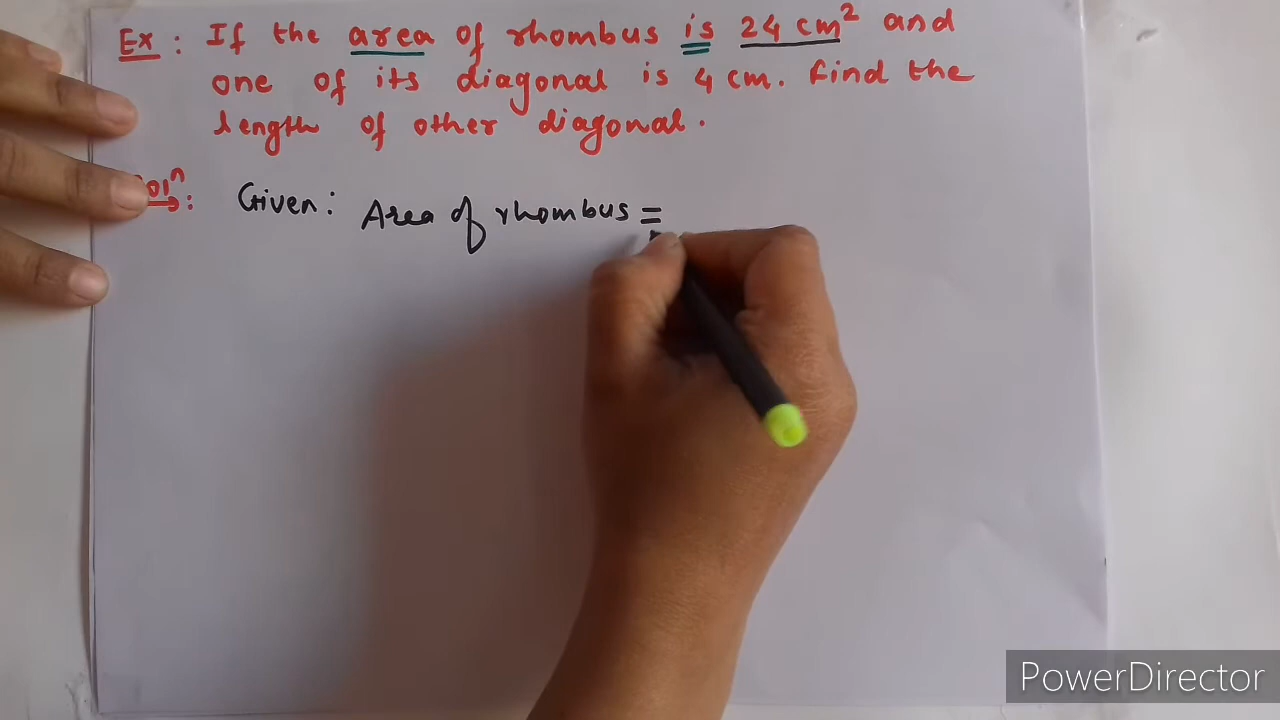 Ex : If the area of rhombus is 24 cm² and
one of its diagonal is 4 cm. Find the
length of other diagonal.
Solⁿ: Given: Area of rhombus =
PowerDirector